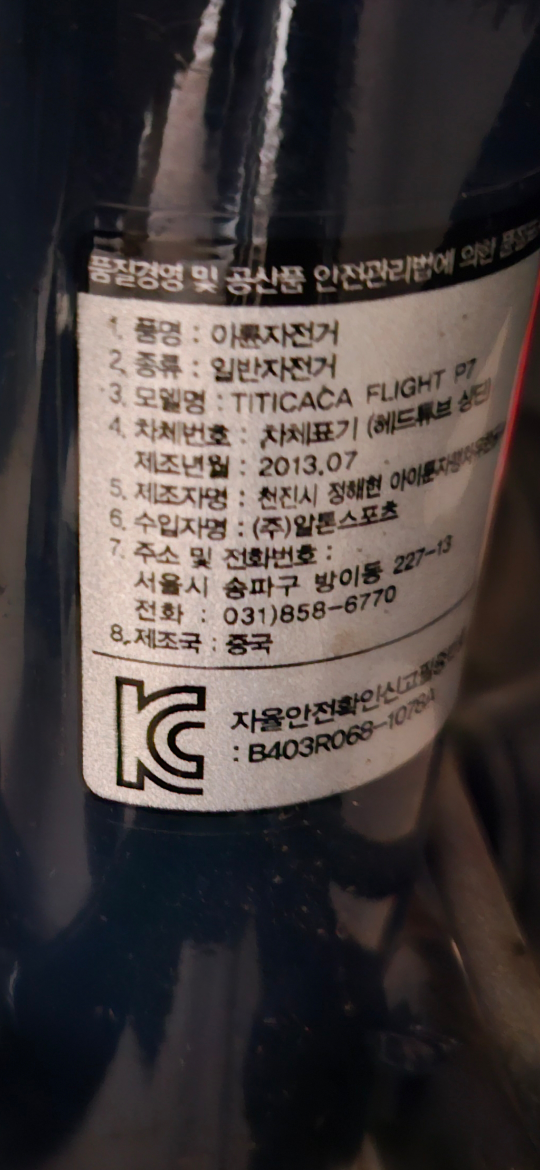 품질경영 및 공산품 안전관리법에 의한
1. 품명 : 이륜자전거
2. 종류 : 일반자전거
3. 모델명 : TITICACA FLIGHT P7
4. 차체번호 : 차체표기 (헤드튜브 상단)
제조년월 : 2013.07
5. 제조자명 : 천진시 정해현
6. 수입자명 : (주)알톤스포츠
7. 주소 및 전화번호 :
서울시 송파구 방이동 227-13
전화 : 031)858-6770
8. 제조국 : 중국
KC
자율안전확인신고필증번호
: B403R068-1078A